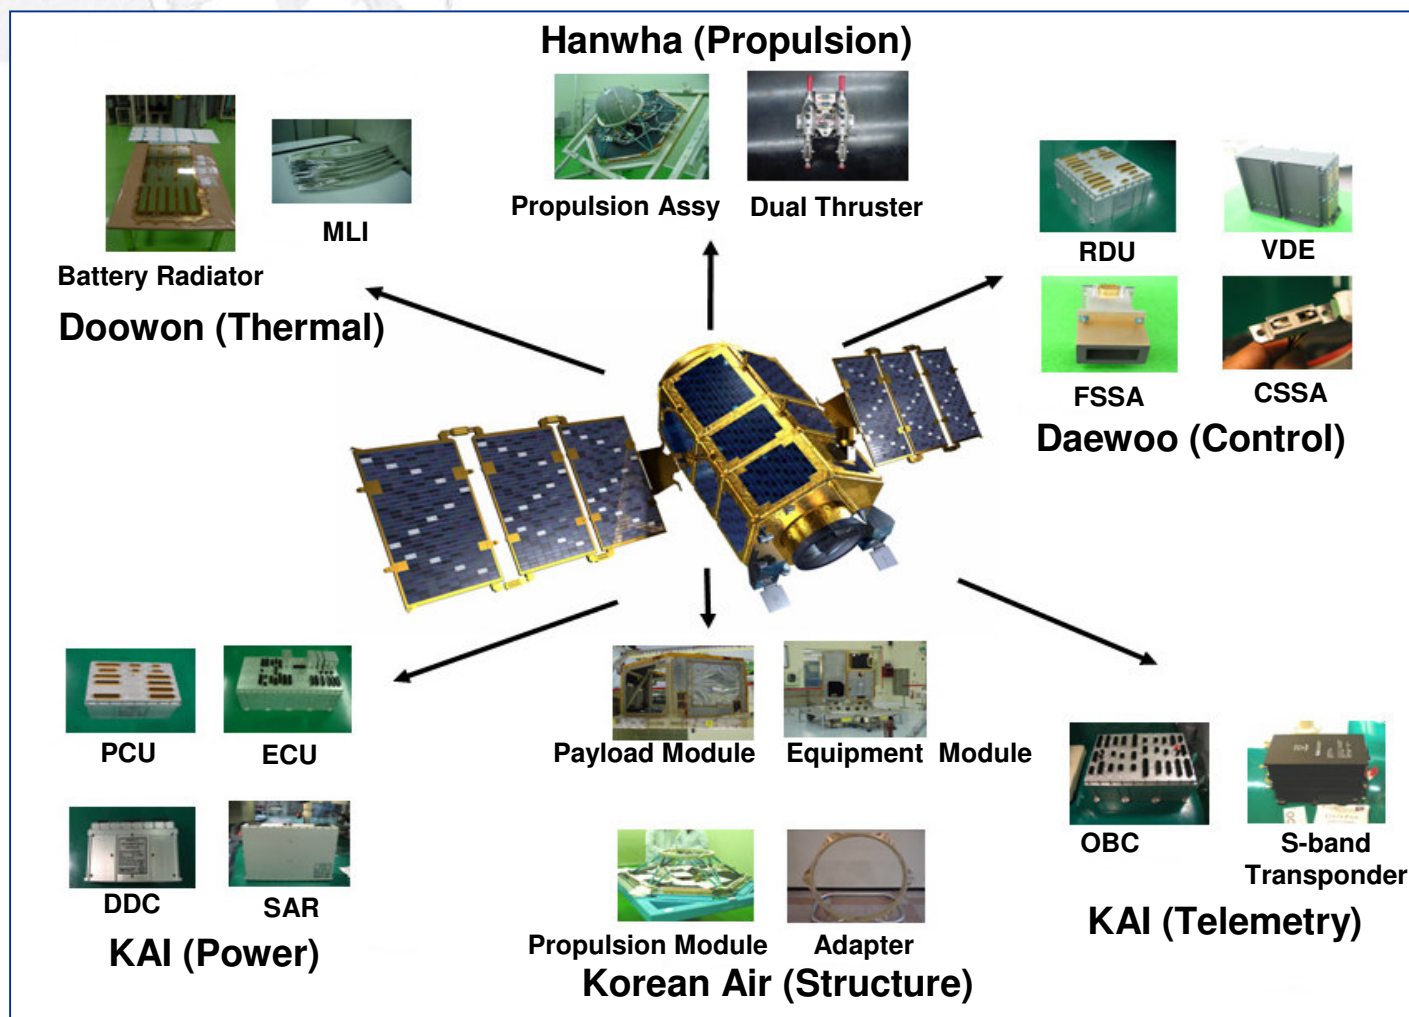 Hanwha (Propulsion)
Propulsion Assy
Dual Thruster
MLI
Battery Radiator
Doowon (Thermal)
RDU
VDE
FSSA
CSSA
Daewoo (Control)
PCU
ECU
DDC
SAR
KAI (Power)
Payload Module
Equipment Module
Propulsion Module
Adapter
Korean Air (Structure)
OBC
S-band
Transponder
KAI (Telemetry)